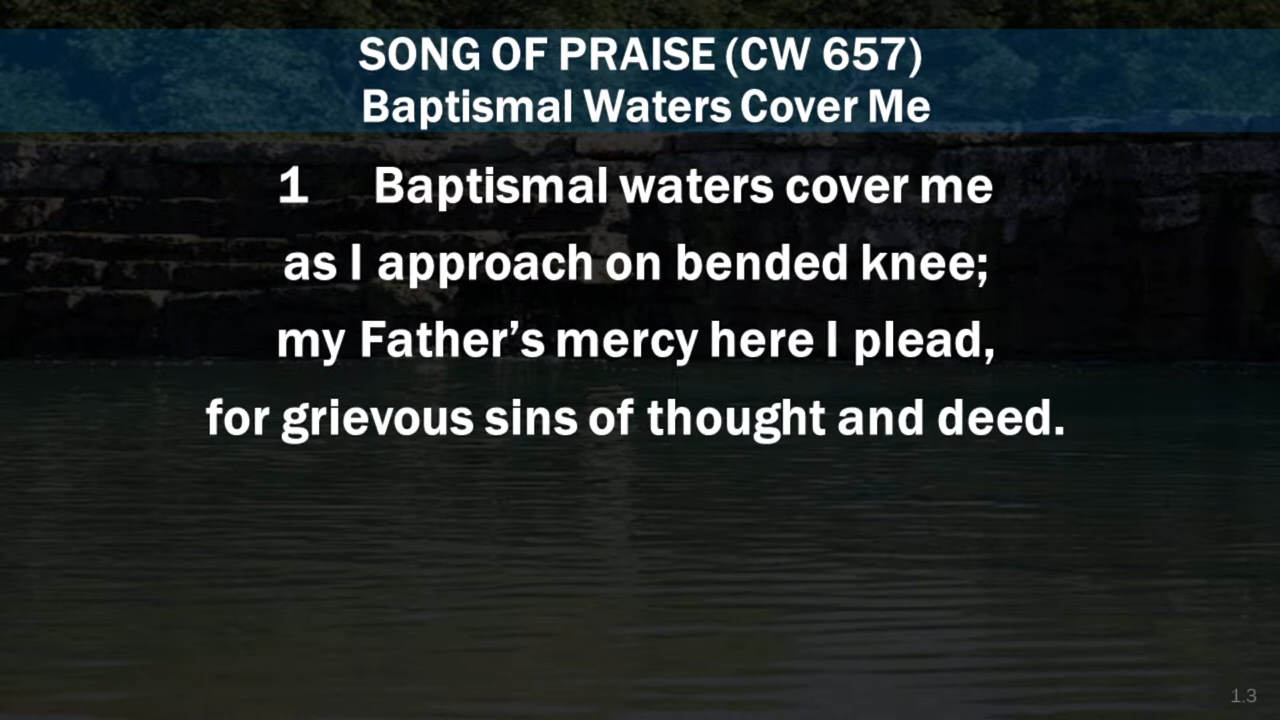 SONG OF PRAISE (CW 657)
Baptismal Waters Cover Me
1 Baptismal waters cover me
as I approach on bended knee;
my Father’s mercy here I plead,
for grievous sins of thought and deed.
1.3